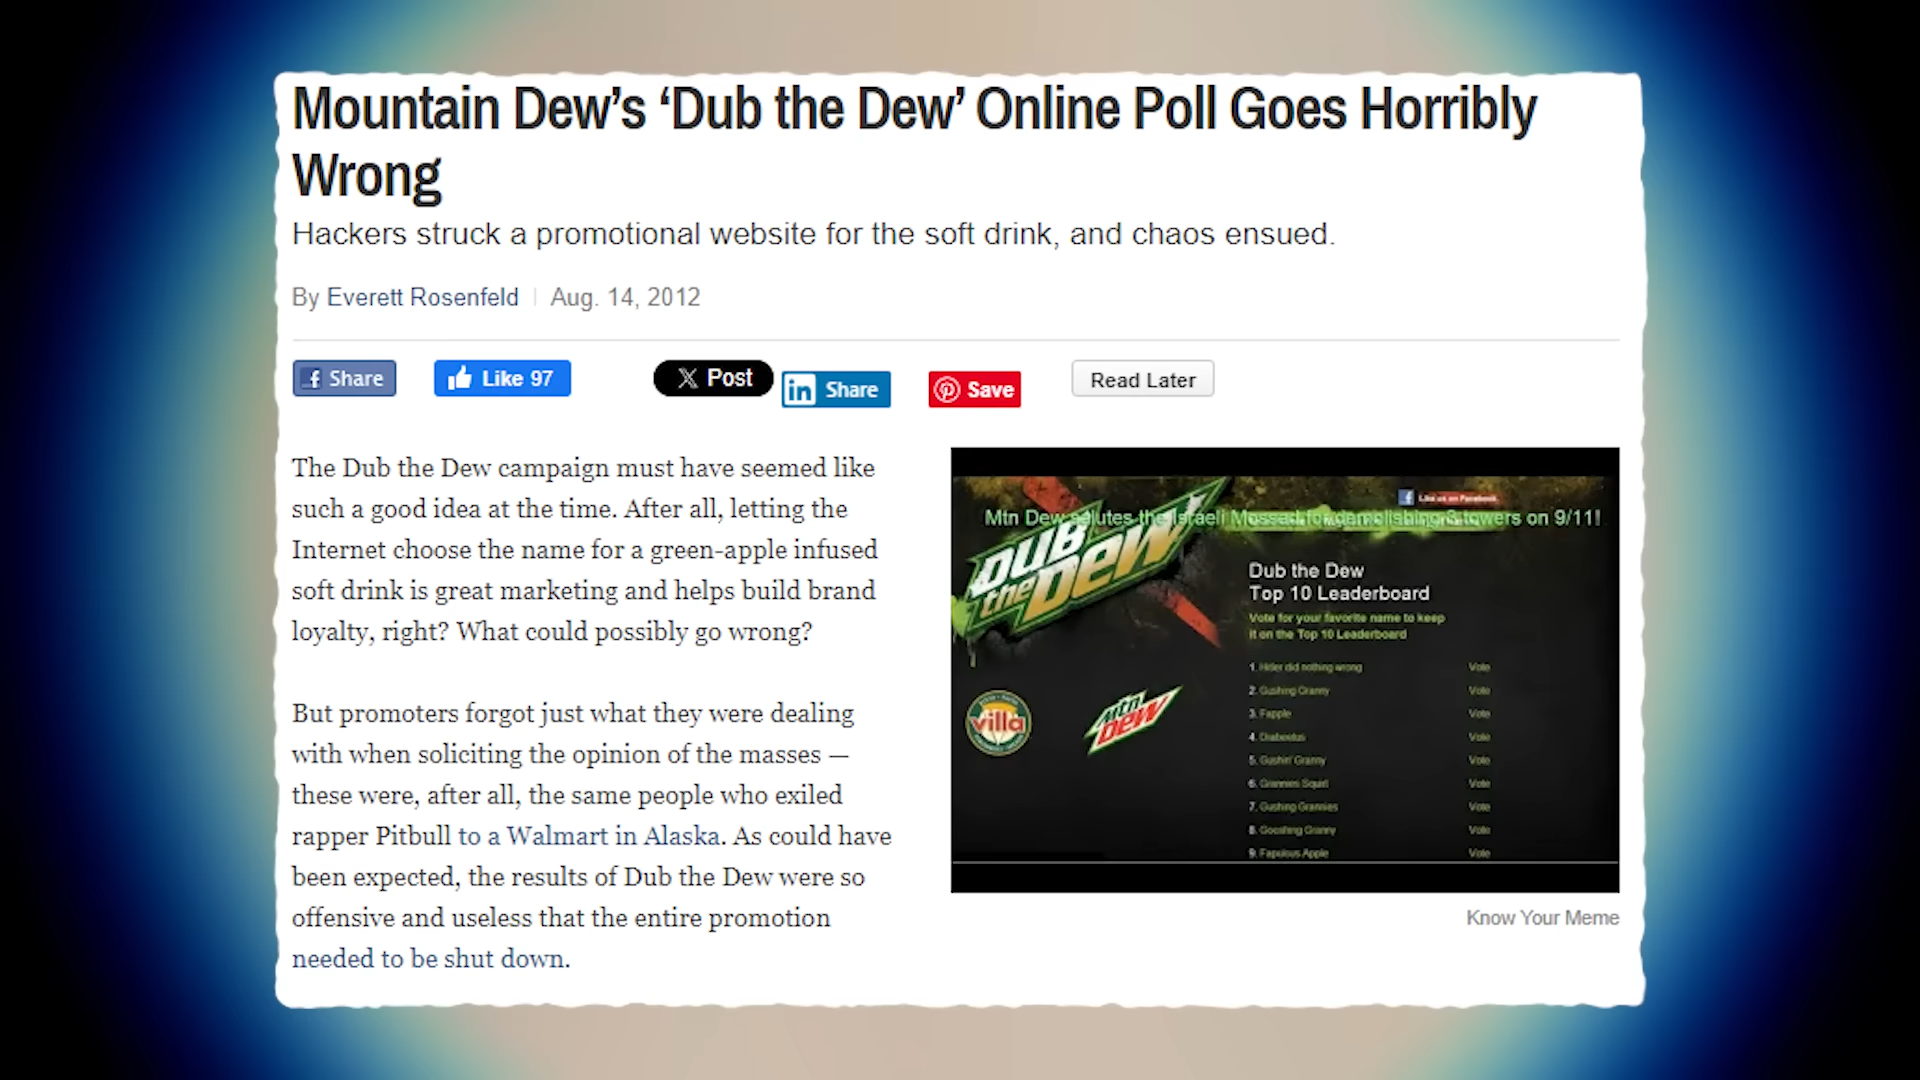 Mountain Dew’s ‘Dub the Dew’ Online Poll Goes Horribly
Wrong
Hackers struck a promotional website for the soft drink, and chaos ensued.
By Everett Rosenfeld | Aug. 14, 2012
f Share
Like 97
X Post
in Share
Save
Read Later
The Dub the Dew campaign must have seemed like
such a good idea at the time. After all, letting the
Internet choose the name for a green-apple infused
soft drink is great marketing and helps build brand
loyalty, right? What could possibly go wrong?
But promoters forgot just what they were dealing
with when soliciting the opinion of the masses —
these were, after all, the same people who exiled
rapper Pitbull to a Walmart in Alaska. As could have
been expected, the results of Dub the Dew were so
offensive and useless that the entire promotion
needed to be shut down.
Like us on Facebook
Mtn Dew salutes the Israeli Mossad for demolishing 3 towers on 9/11!
DUB
the DEW
Dub the Dew
Top 10 Leaderboard
Vote for your favorite name to keep
it on the Top 10 Leaderboard
1. Hitler did nothing wrong Vote
2. Gushing Granny Vote
3. Fapple Vote
4. Diabeetus Vote
5. Gushin' Granny Vote
6. Grannies Squirt Vote
7. Gushing Grannies Vote
8. Gooshing Granny Vote
9. Fapulous Apple Vote
villa
Mtn
DEW
Know Your Meme